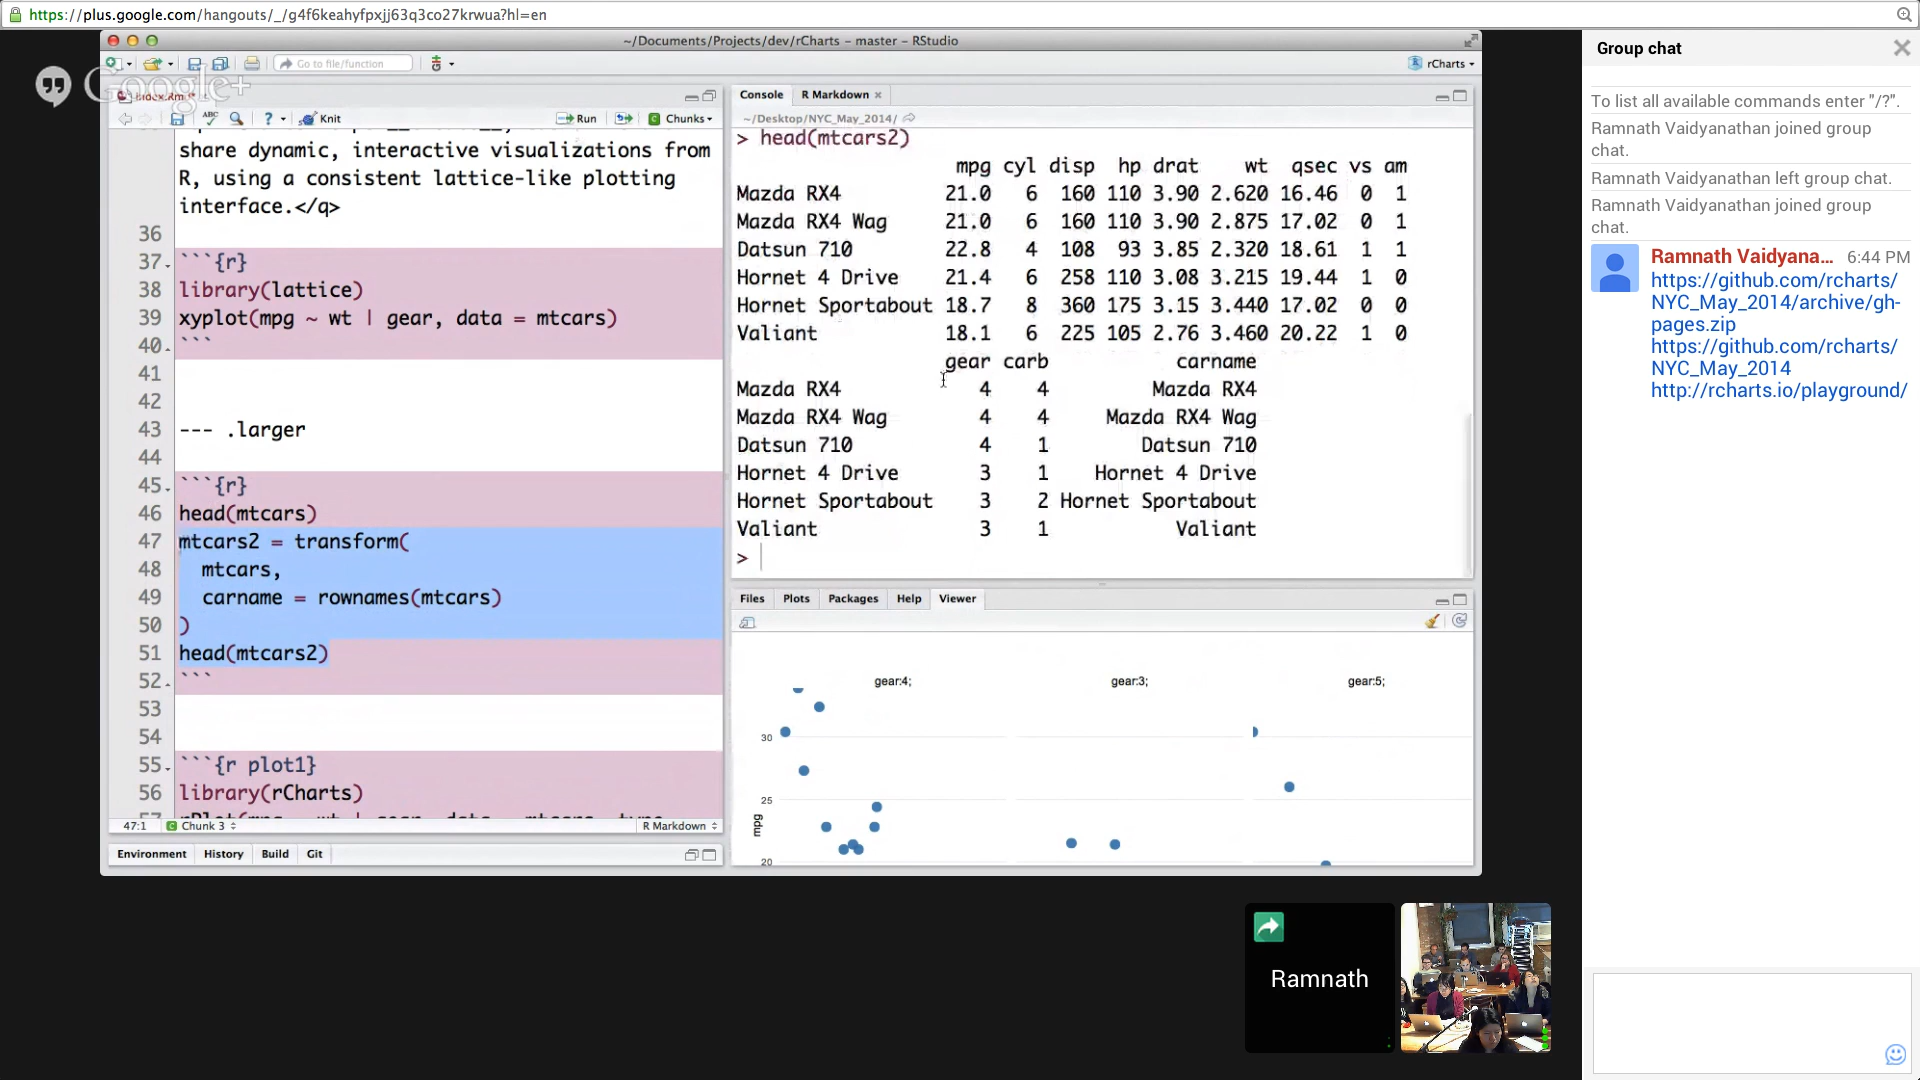 https://plus.google.com/hangouts/_/g4f6keahyfpxjj63q3co27krwua?hl=en
~/Documents/Projects/dev/rCharts - master - RStudio
Go to file/function
rCharts
Google+
index.Rmd*
Knit
Run
Chunks
share dynamic, interactive visualizations from
R, using a consistent lattice-like plotting
interface.</q>
36
37 ```{r}
38 library(lattice)
39 xyplot(mpg ~ wt | gear, data = mtcars)
40 ```
41
42
43 --- .larger
44
45 ```{r}
46 head(mtcars)
47 mtcars2 = transform(
48 mtcars,
49 carname = rownames(mtcars)
50 )
51 head(mtcars2)
52 ```
53
54
55 ```{r plot1}
56 library(rCharts)
47:1 Chunk 3 R Markdown
Environment History Build Git
Console R Markdown
~/Desktop/NYC_May_2014/
> head(mtcars2)
mpg cyl disp hp drat wt qsec vs am
Mazda RX4 21.0 6 160 110 3.90 2.620 16.46 0 1
Mazda RX4 Wag 21.0 6 160 110 3.90 2.875 17.02 0 1
Datsun 710 22.8 4 108 93 3.85 2.320 18.61 1 1
Hornet 4 Drive 21.4 6 258 110 3.08 3.215 19.44 1 0
Hornet Sportabout 18.7 8 360 175 3.15 3.440 17.02 0 0
Valiant 18.1 6 225 105 2.76 3.460 20.22 1 0
gear carb carname
Mazda RX4 4 4 Mazda RX4
Mazda RX4 Wag 4 4 Mazda RX4 Wag
Datsun 710 4 1 Datsun 710
Hornet 4 Drive 3 1 Hornet 4 Drive
Hornet Sportabout 3 2 Hornet Sportabout
Valiant 3 1 Valiant
>
Files Plots Packages Help Viewer
gear:4; gear:3; gear:5;
30
25
mpg
20
Ramnath
Group chat
To list all available commands enter "/?".
Ramnath Vaidyanathan joined group
chat.
Ramnath Vaidyanathan left group chat.
Ramnath Vaidyanathan joined group
chat.
Ramnath Vaidyana... 6:44 PM
https://github.com/rcharts/
NYC_May_2014/archive/gh-
pages.zip
https://github.com/rcharts/
NYC_May_2014
http://rcharts.io/playground/